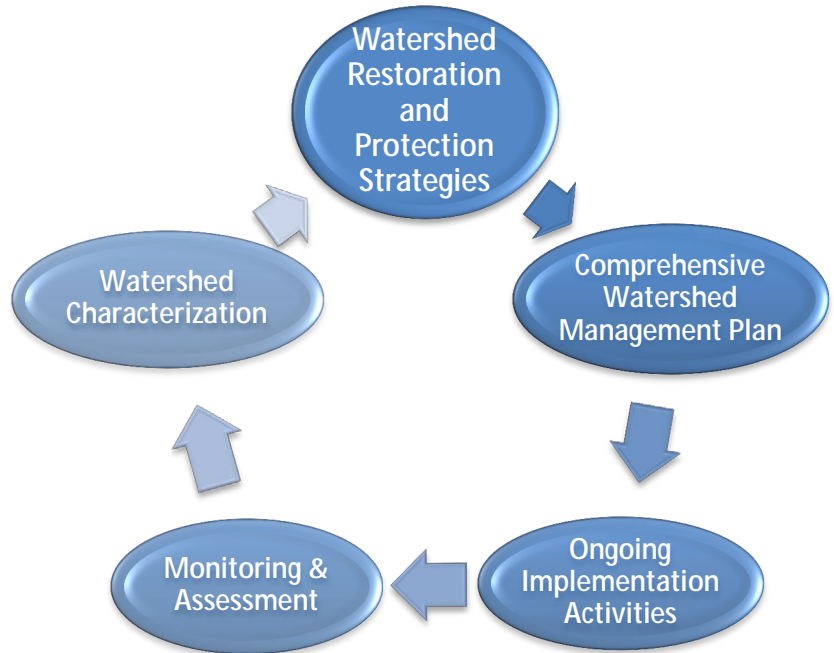 Watershed
Restoration
and
Protection
Strategies
Comprehensive
Watershed
Management Plan
Ongoing
Implementation
Activities
Monitoring &
Assessment
Watershed
Characterization